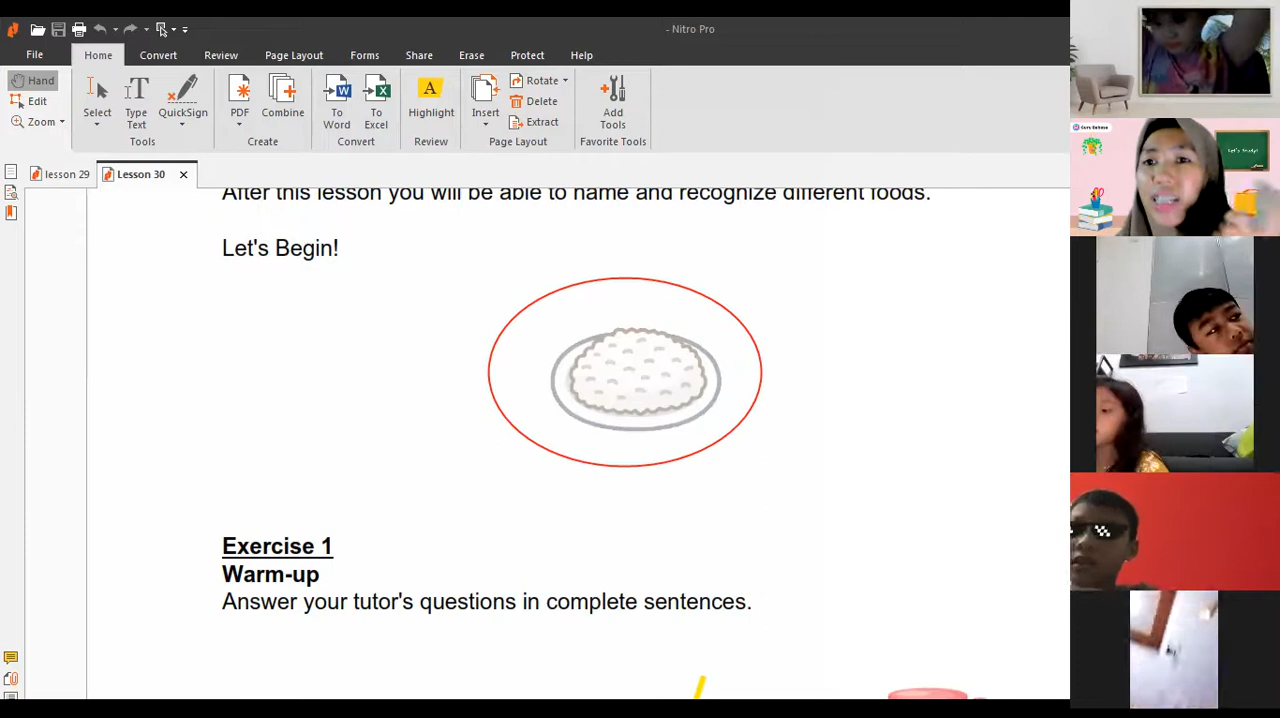 - Nitro Pro
File
Home
Convert
Review
Page Layout
Forms
Share
Erase
Protect
Help
Hand
Edit
Zoom
Select
Type Text
QuickSign
Tools
PDF
Combine
Create
To Word
To Excel
Convert
Highlight
Review
Insert
Rotate
Delete
Extract
Page Layout
Add Tools
Favorite Tools
lesson 29
Lesson 30
After this lesson you will be able to name and recognize different foods.
Let's Begin!
Exercise 1
Warm-up
Answer your tutor's questions in complete sentences.
Let's Study!